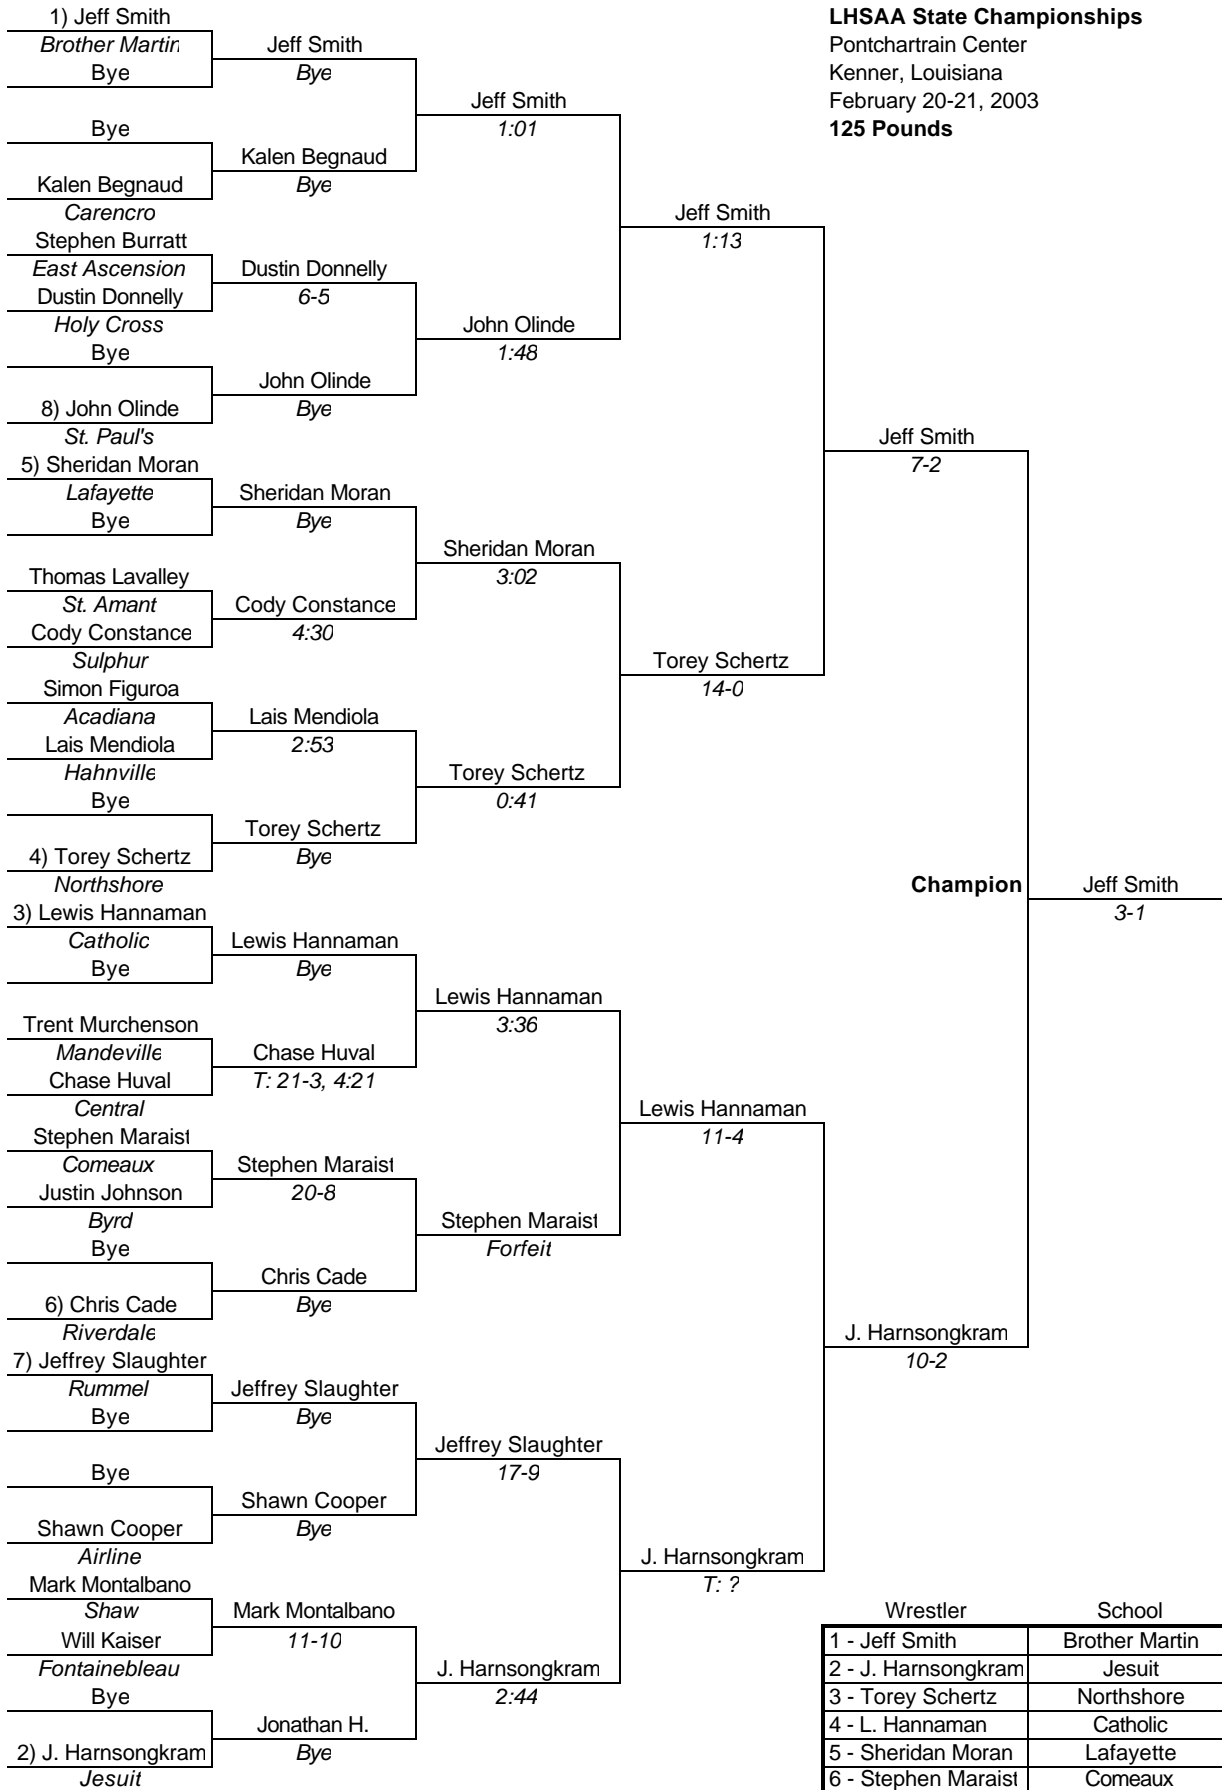 LHSAA State Championships
Pontchartrain Center
Kenner, Louisiana
February 20-21, 2003
125 Pounds
1) Jeff Smith
Brother Martin
Bye
Bye
Kalen Begnaud
Carencro
Stephen Burratt
East Ascension
Dustin Donnelly
Holy Cross
Bye
8) John Olinde
St. Paul's
5) Sheridan Moran
Lafayette
Bye
Thomas Lavalley
St. Amant
Cody Constance
Sulphur
Simon Figuroa
Acadiana
Lais Mendiola
Hahnville
Bye
4) Torey Schertz
Northshore
3) Lewis Hannaman
Catholic
Bye
Trent Murchenson
Mandeville
Chase Huval
Central
Stephen Maraist
Comeaux
Justin Johnson
Byrd
Bye
6) Chris Cade
Riverdale
7) Jeffrey Slaughter
Rummel
Bye
Bye
Shawn Cooper
Airline
Mark Montalbano
Shaw
Will Kaiser
Fontainebleau
Bye
2) J. Harnsongkram
Jesuit
Jeff Smith
Bye
Kalen Begnaud
Bye
Dustin Donnelly
6-5
John Olinde
Bye
Sheridan Moran
Bye
Cody Constance
4:30
Lais Mendiola
2:53
Torey Schertz
Bye
Lewis Hannaman
Bye
Chase Huval
T: 21-3, 4:21
Stephen Maraist
20-8
Chris Cade
Bye
Jeffrey Slaughter
Bye
Shawn Cooper
Bye
Mark Montalbano
11-10
Jonathan H.
Bye
Jeff Smith
1:01
John Olinde
1:48
Sheridan Moran
3:02
Torey Schertz
0:41
Lewis Hannaman
3:36
Stephen Maraist
Forfeit
Jeffrey Slaughter
17-9
J. Harnsongkram
2:44
Jeff Smith
1:13
Torey Schertz
14-0
Lewis Hannaman
11-4
J. Harnsongkram
T: ?
Jeff Smith
7-2
J. Harnsongkram
10-2
Champion
Jeff Smith
3-1
Wrestler School
1 - Jeff Smith Brother Martin
2 - J. Harnsongkram Jesuit
3 - Torey Schertz Northshore
4 - L. Hannaman Catholic
5 - Sheridan Moran Lafayette
6 - Stephen Maraist Comeaux